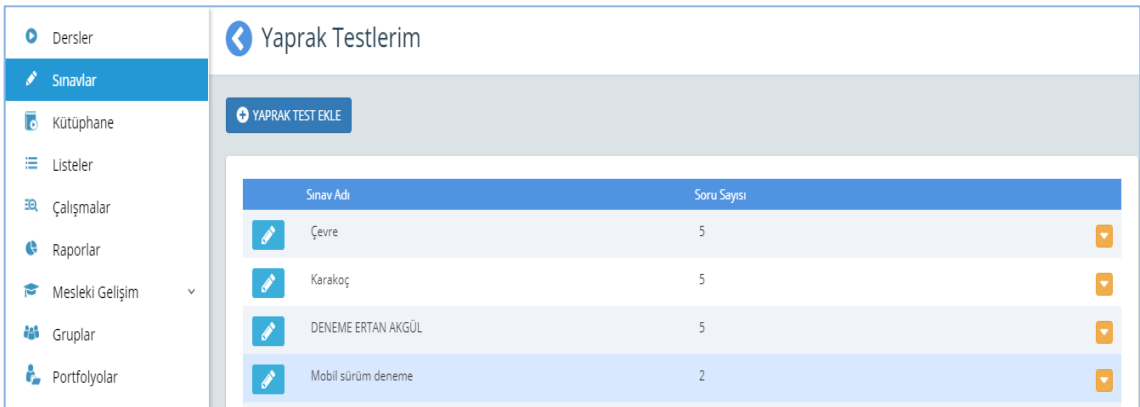 Dersler
Sınavlar
Kütüphane
Listeler
Çalışmalar
Raporlar
Mesleki Gelişim
Gruplar
Portfolyolar
Yaprak Testlerim
YAPRAK TEST EKLE
Sınav Adı Soru Sayısı
Çevre 5
Karakoç 5
DENEME ERTAN AKGÜL 5
Mobil sürüm deneme 2